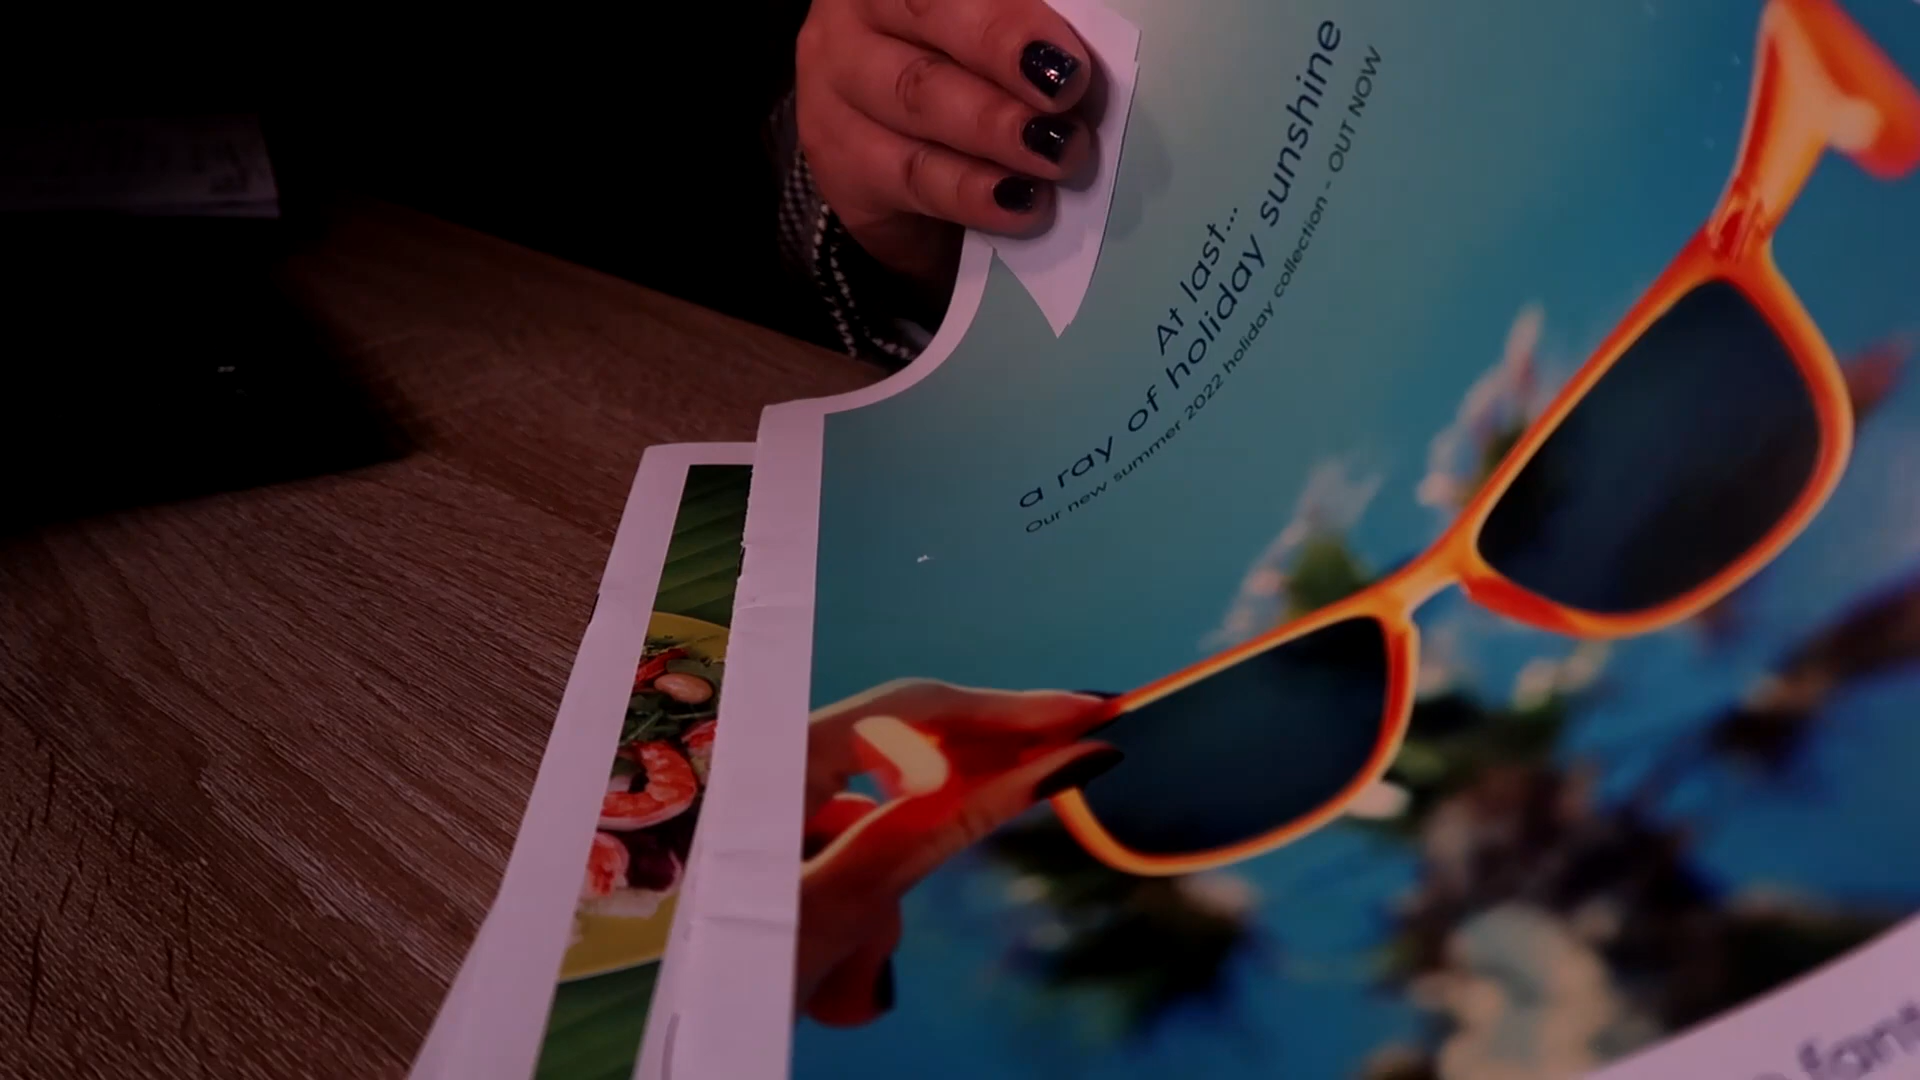 At last...
a ray of holiday sunshine
Our new summer 2022 holiday collection - OUT NOW